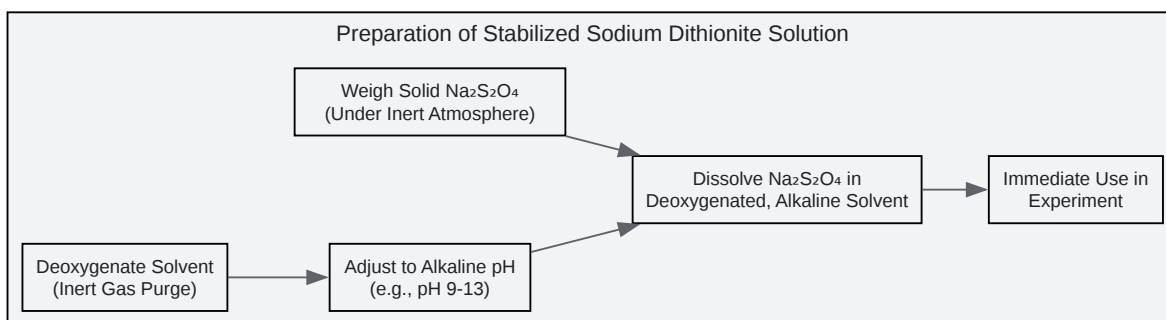 Preparation of Stabilized Sodium Dithionite Solution
Weigh Solid Na₂S₂O₄
(Under Inert Atmosphere)
Dissolve Na₂S₂O₄ in
Deoxygenated, Alkaline Solvent
Immediate Use in
Experiment
Deoxygenate Solvent
(Inert Gas Purge)
Adjust to Alkaline pH
(e.g., pH 9-13)